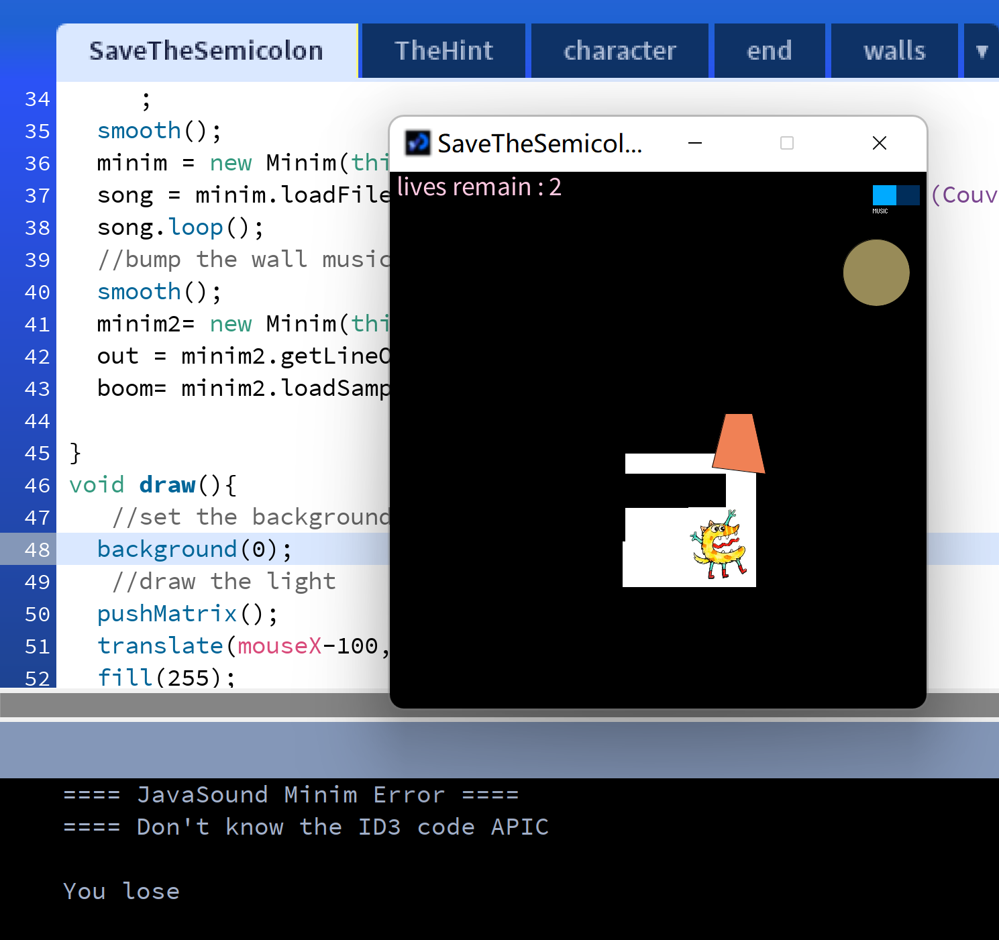 SaveTheSemicolon TheHint character end walls ▼
34 ;
35 smooth();
36 minim = new Minim(thi
37 song = minim.loadFile (Couv
38 song.loop();
39 //bump the wall music
40 smooth();
41 minim2= new Minim(thi
42 out = minim2.getLineO
43 boom= minim2.loadSamp
44
45 }
46 void draw(){
47 //set the background
48 background(0);
49 //draw the light
50 pushMatrix();
51 translate(mouseX-100,
52 fill(255);
SaveTheSemicol...
lives remain : 2
MUSIC
==== JavaSound Minim Error ====
==== Don't know the ID3 code APIC
You lose